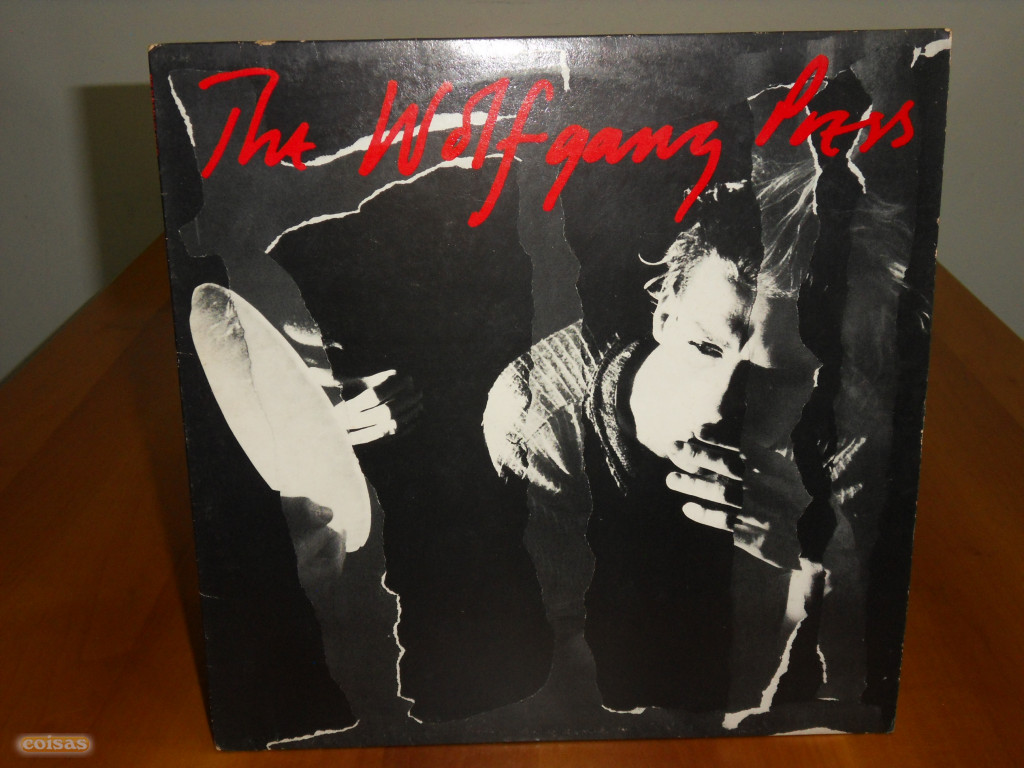 The Wolfgang Press
coisas